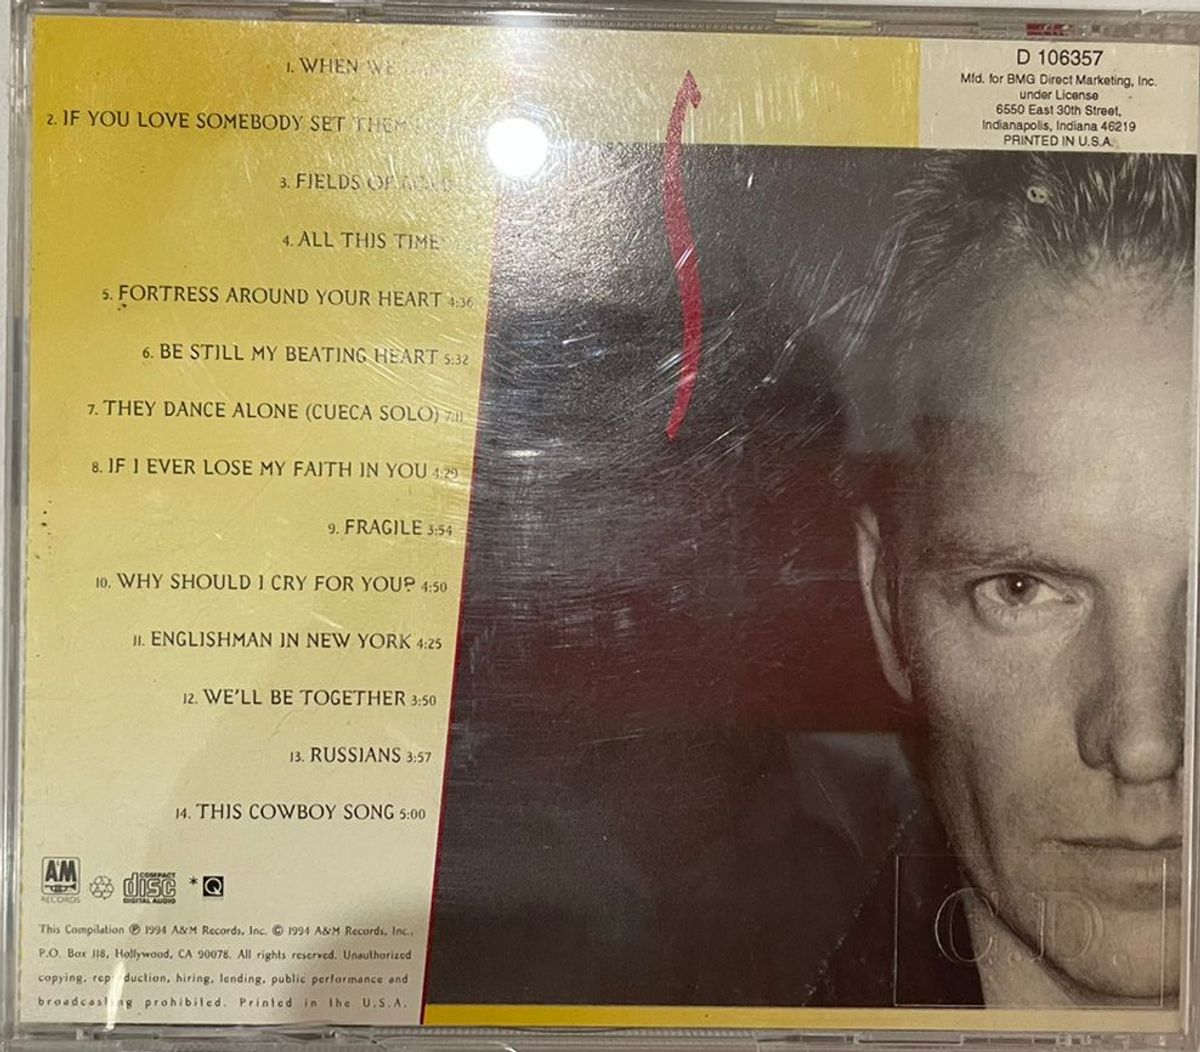 1. WHEN WE
2. IF YOU LOVE SOMEBODY SET THEM
3. FIELDS OF
4. ALL THIS TIME
5. FORTRESS AROUND YOUR HEART 4:36
6. BE STILL MY BEATING HEART 5:32
7. THEY DANCE ALONE (CUECA SOLO) 7:11
8. IF I EVER LOSE MY FAITH IN YOU 4:29
9. FRAGILE 3:54
10. WHY SHOULD I CRY FOR YOU? 4:50
11. ENGLISHMAN IN NEW YORK 4:25
12. WE'LL BE TOGETHER 3:50
13. RUSSIANS 3:57
14. THIS COWBOY SONG 5:00
A&M
RECORDS
COMPACT
disc
DIGITAL AUDIO
* Q
This Compilation ℗ 1994 A&M Records, Inc. © 1994 A&M Records, Inc.,
P.O. Box 118, Hollywood, CA 90078. All rights reserved. Unauthorized
copying, reproduction, hiring, lending, public performance and
broadcasting prohibited. Printed in the U.S.A.
D 106357
Mfd. for BMG Direct Marketing, Inc.
under License
6550 East 30th Street,
Indianapolis, Indiana 46219
PRINTED IN U.S.A.
C.D.